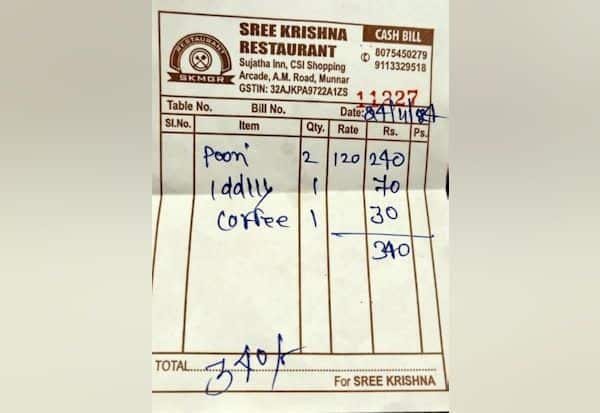 RESTAURANT
SKMGR
SREE KRISHNA
RESTAURANT
Sujatha Inn, CSI Shopping
Arcade, A.M. Road, Munnar
GSTIN: 32AJKPA9722A1ZS
CASH BILL
8075450279
9113329518
11227
Table No. Bill No. Date:
Sl.No. Item Qty. Rate Rs. Ps.
Poori 2 120 240
Iddlly 1 70
Coffee 1 30
340
TOTAL 340/-
For SREE KRISHNA